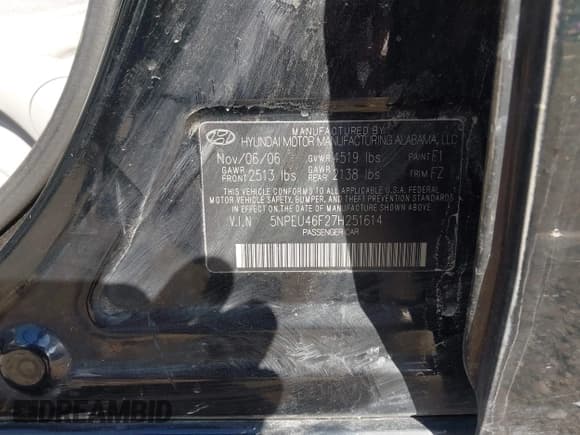 MANUFACTURED BY
HYUNDAI MOTOR MANUFACTURING ALABAMA, LLC
Nov/06/06 GVWR 4519 lbs PAINT F1
GAWR FRONT 2513 lbs GAWR REAR 2138 lbs TRIM FZ
THIS VEHICLE CONFORMS TO ALL APPLICABLE U.S.A. FEDERAL
MOTOR VEHICLE SAFETY, BUMPER, AND THEFT PREVENTION STANDARDS
IN EFFECT ON THE DATE OF MANUFACTURE SHOWN ABOVE.
V.I.N 5NPEU46F27H251614
PASSENGER CAR
DREAMBID